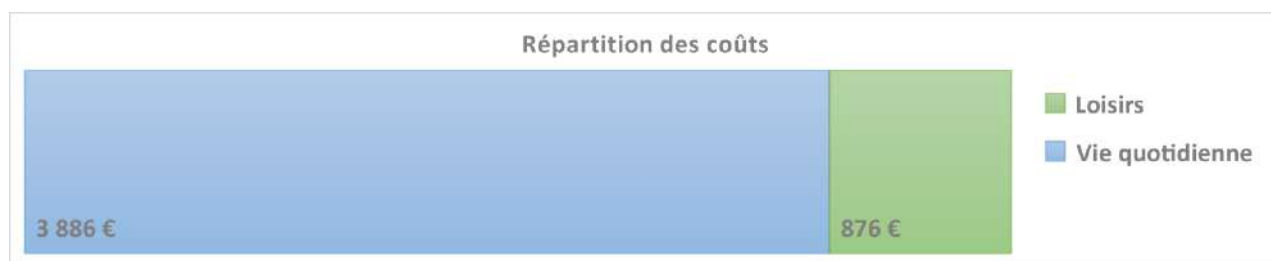 Répartition des coûts
Loisirs
Vie quotidienne
3 886 €
876 €